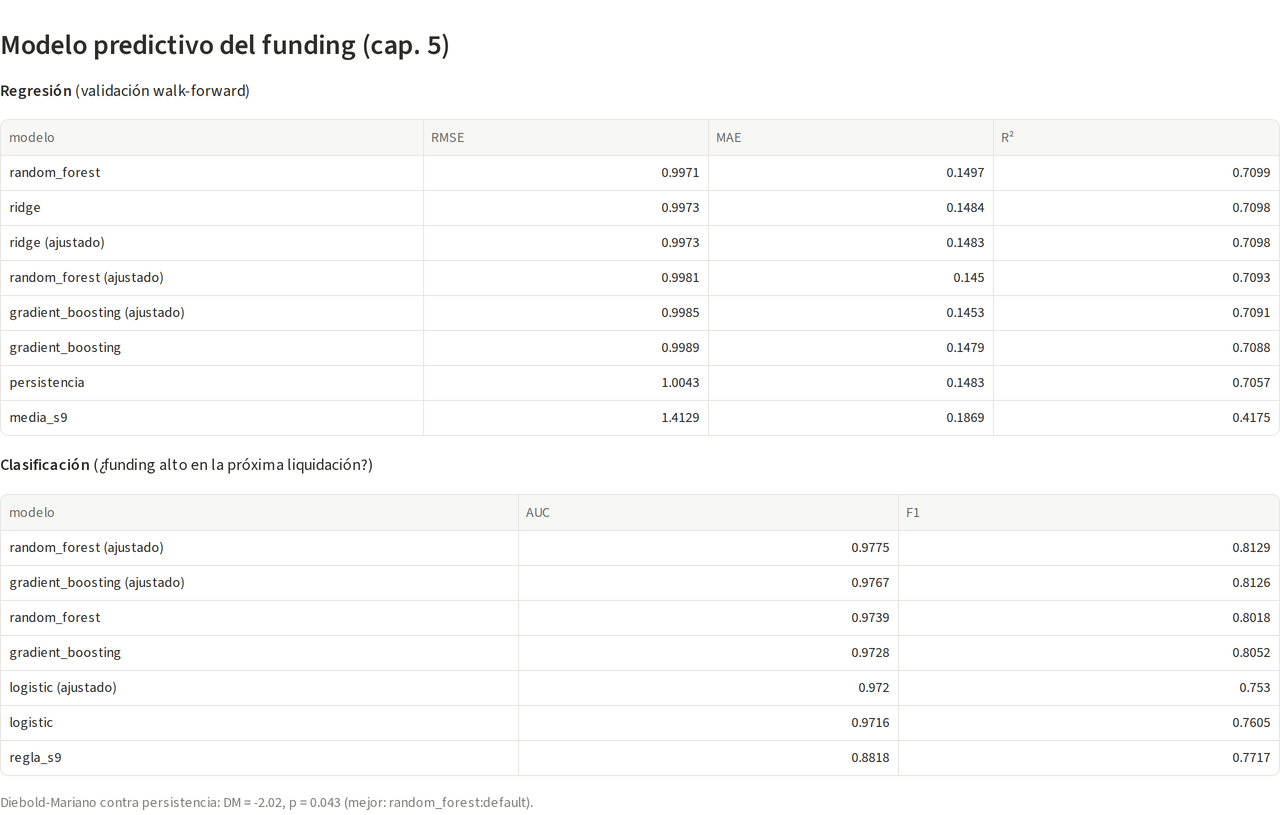 Modelo predictivo del funding (cap. 5)
Regresión (validación walk-forward)
modelo RMSE MAE R²
random_forest 0.9971 0.1497 0.7099
ridge 0.9973 0.1484 0.7098
ridge (ajustado) 0.9973 0.1483 0.7098
random_forest (ajustado) 0.9981 0.145 0.7093
gradient_boosting (ajustado) 0.9985 0.1453 0.7091
gradient_boosting 0.9989 0.1479 0.7088
persistencia 1.0043 0.1483 0.7057
media_s9 1.4129 0.1869 0.4175
Clasificación (¿funding alto en la próxima liquidación?)
modelo AUC F1
random_forest (ajustado) 0.9775 0.8129
gradient_boosting (ajustado) 0.9767 0.8126
random_forest 0.9739 0.8018
gradient_boosting 0.9728 0.8052
logistic (ajustado) 0.972 0.753
logistic 0.9716 0.7605
regla_s9 0.8818 0.7717
Diebold-Mariano contra persistencia: DM = -2.02, p = 0.043 (mejor: random_forest:default).